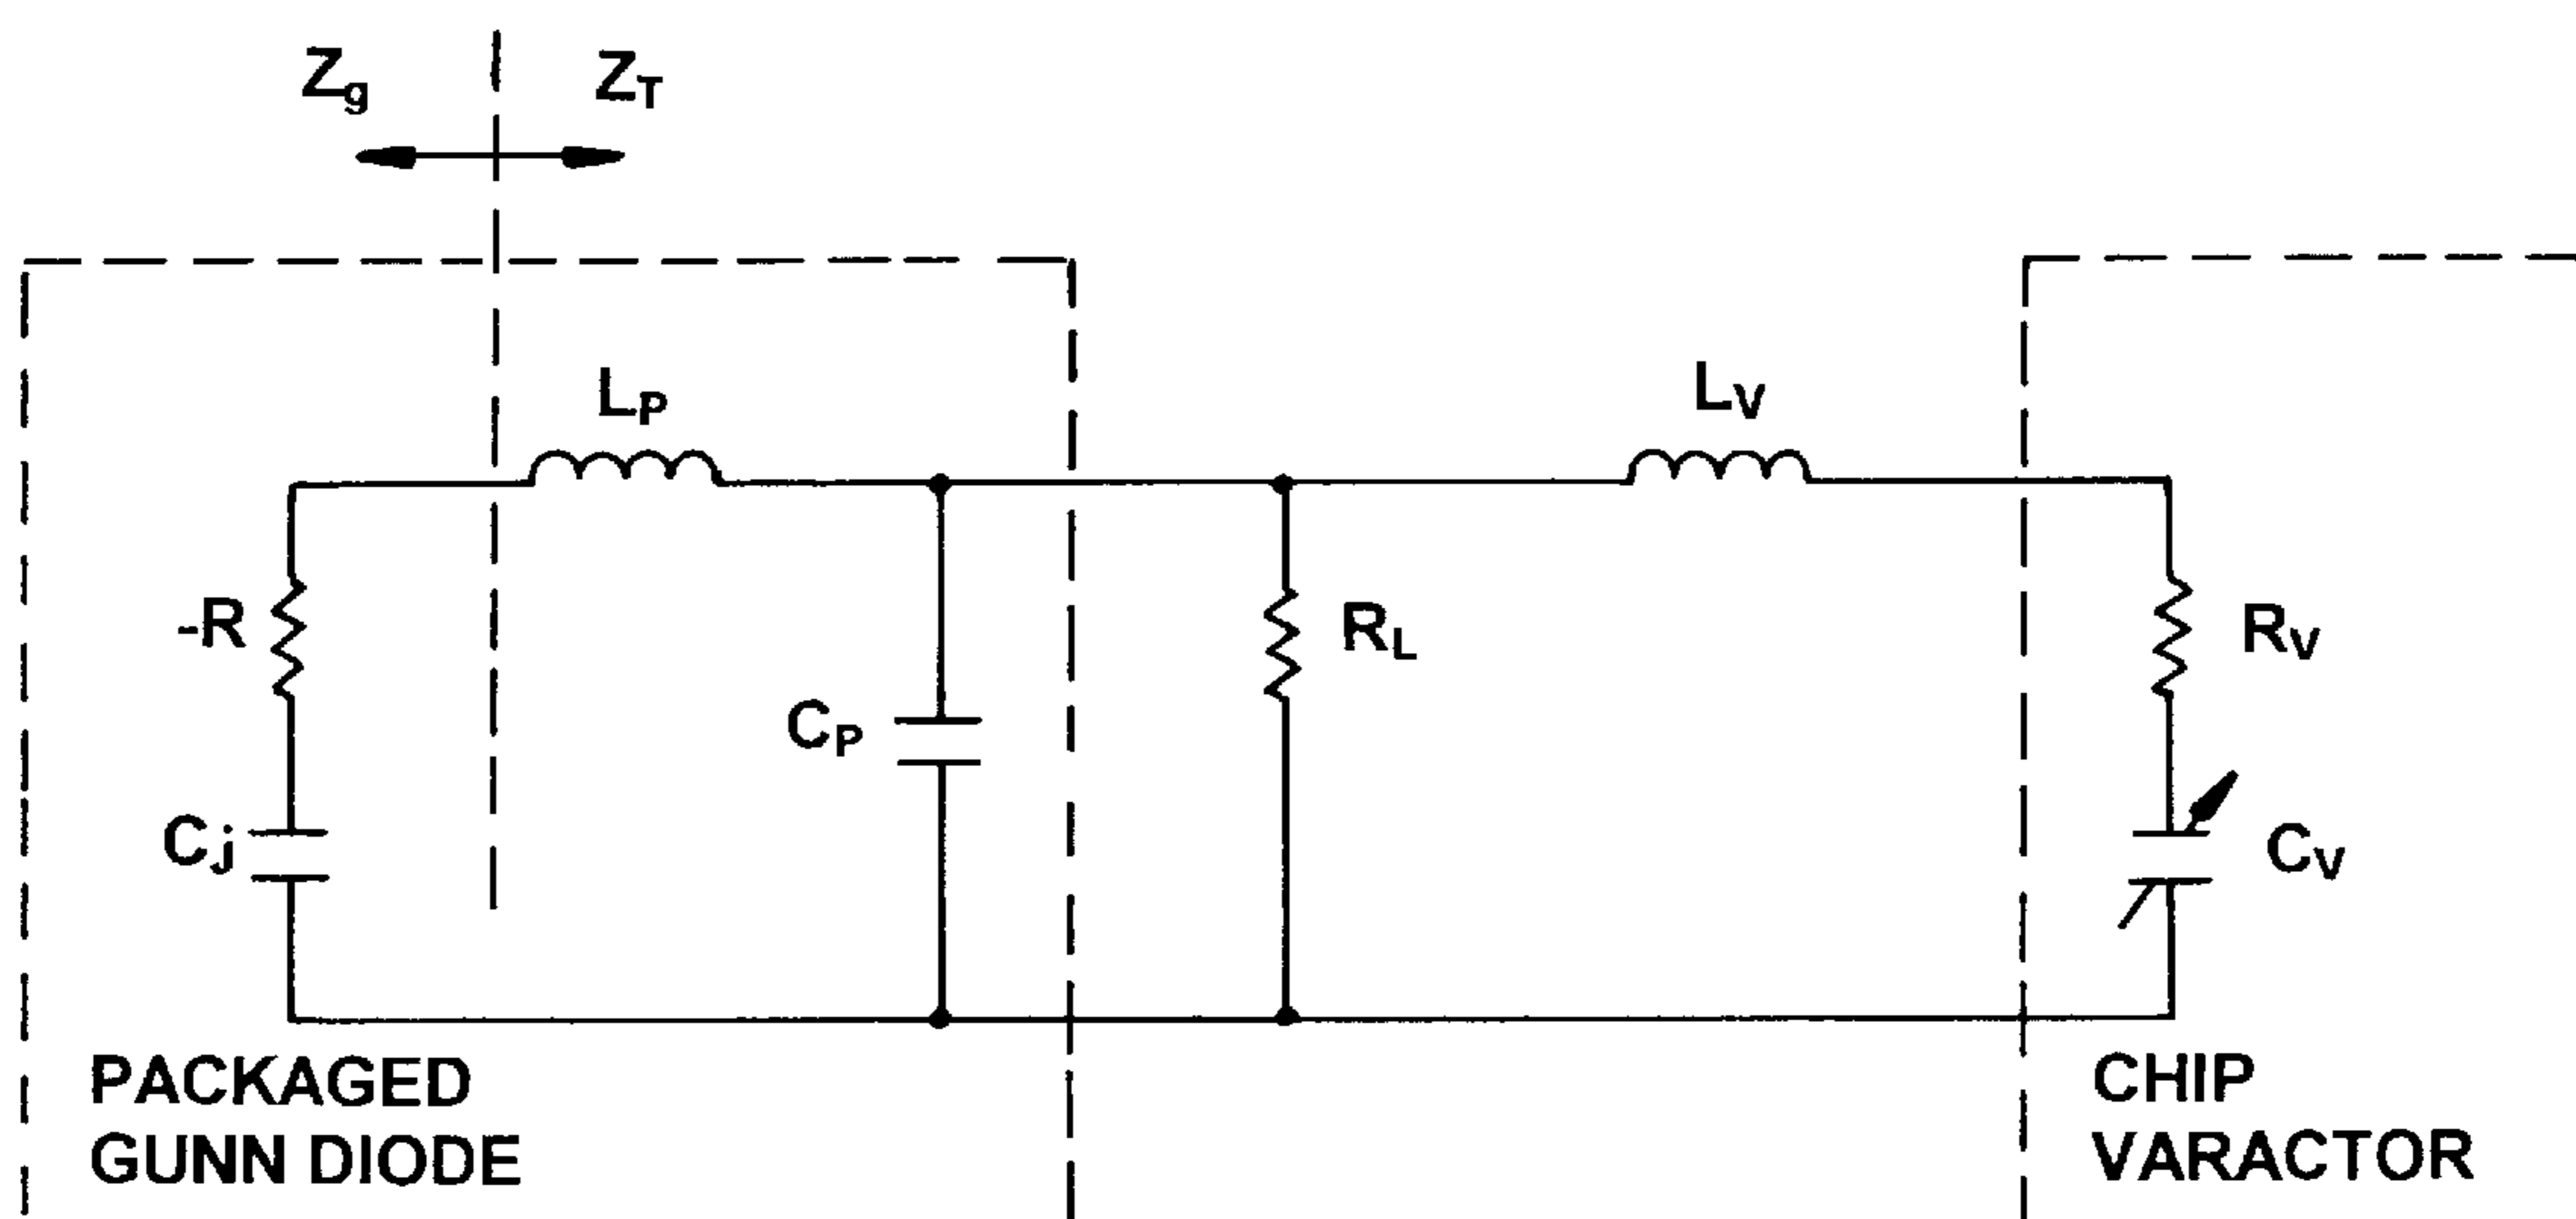 Zg
ZT
LP
LV
-R
CP
RL
RV
Cj
CV
PACKAGED
GUNN DIODE
CHIP
VARACTOR